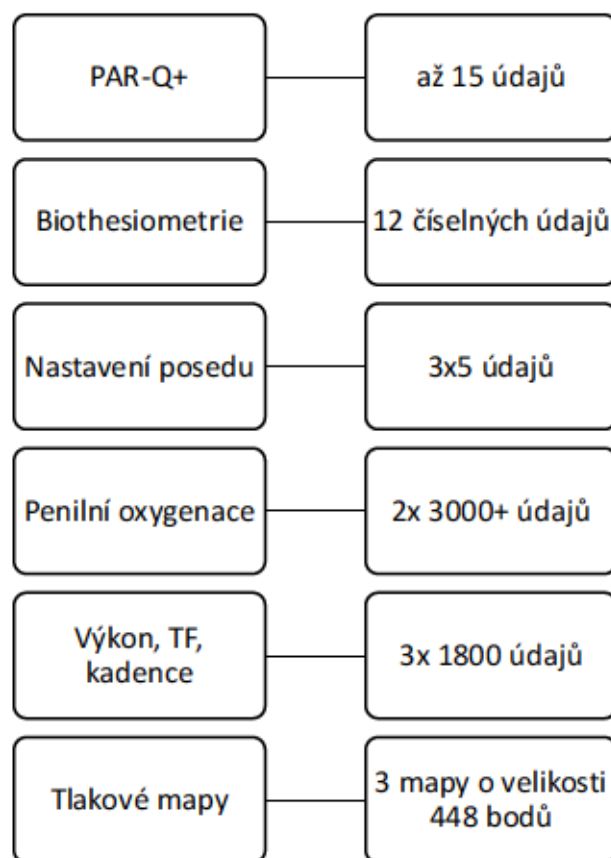 PAR-Q+
až 15 údajů
Biothesiometrie
12 číselných údajů
Nastavení posedu
3x5 údajů
Penilní oxygenace
2x 3000+ údajů
Výkon, TF,
kadence
3x 1800 údajů
Tlakové mapy
3 mapy o velikosti
448 bodů